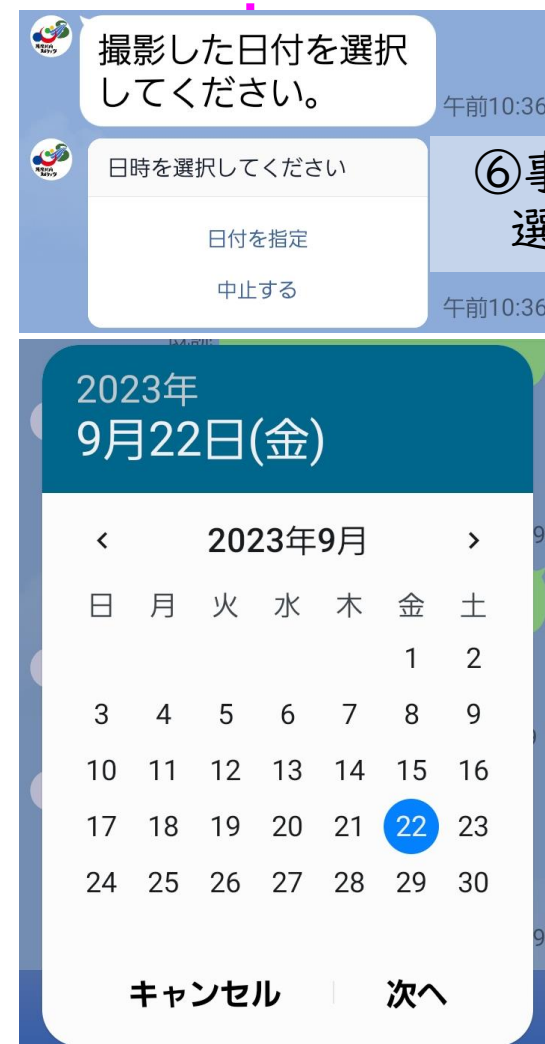 撮影した日付を選択
してください。
午前10:36
日時を選択してください
日付を指定
中止する
⑥事
選
午前10:36
2023年
9月22日(金)
2023年9月
日 月 火 水 木 金 土
1 2
3 4 5 6 7 8 9
10 11 12 13 14 15 16
17 18 19 20 21 22 23
24 25 26 27 28 29 30
キャンセル 次へ